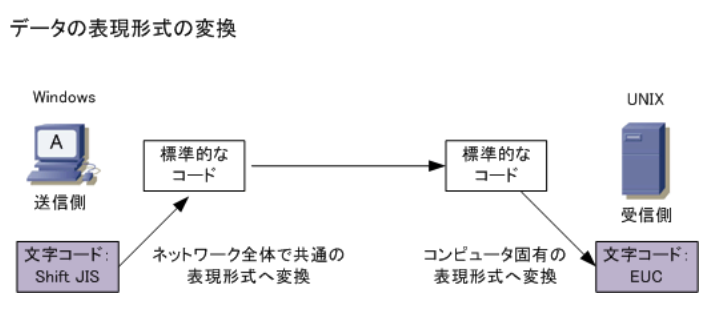 データの表現形式の変換
Windows
UNIX
A
標準的な
コード
標準的な
コード
送信側
受信側
文字コード:
Shift JIS
ネットワーク全体で共通の
表現形式へ変換
コンピュータ固有の
表現形式へ変換
文字コード:
EUC